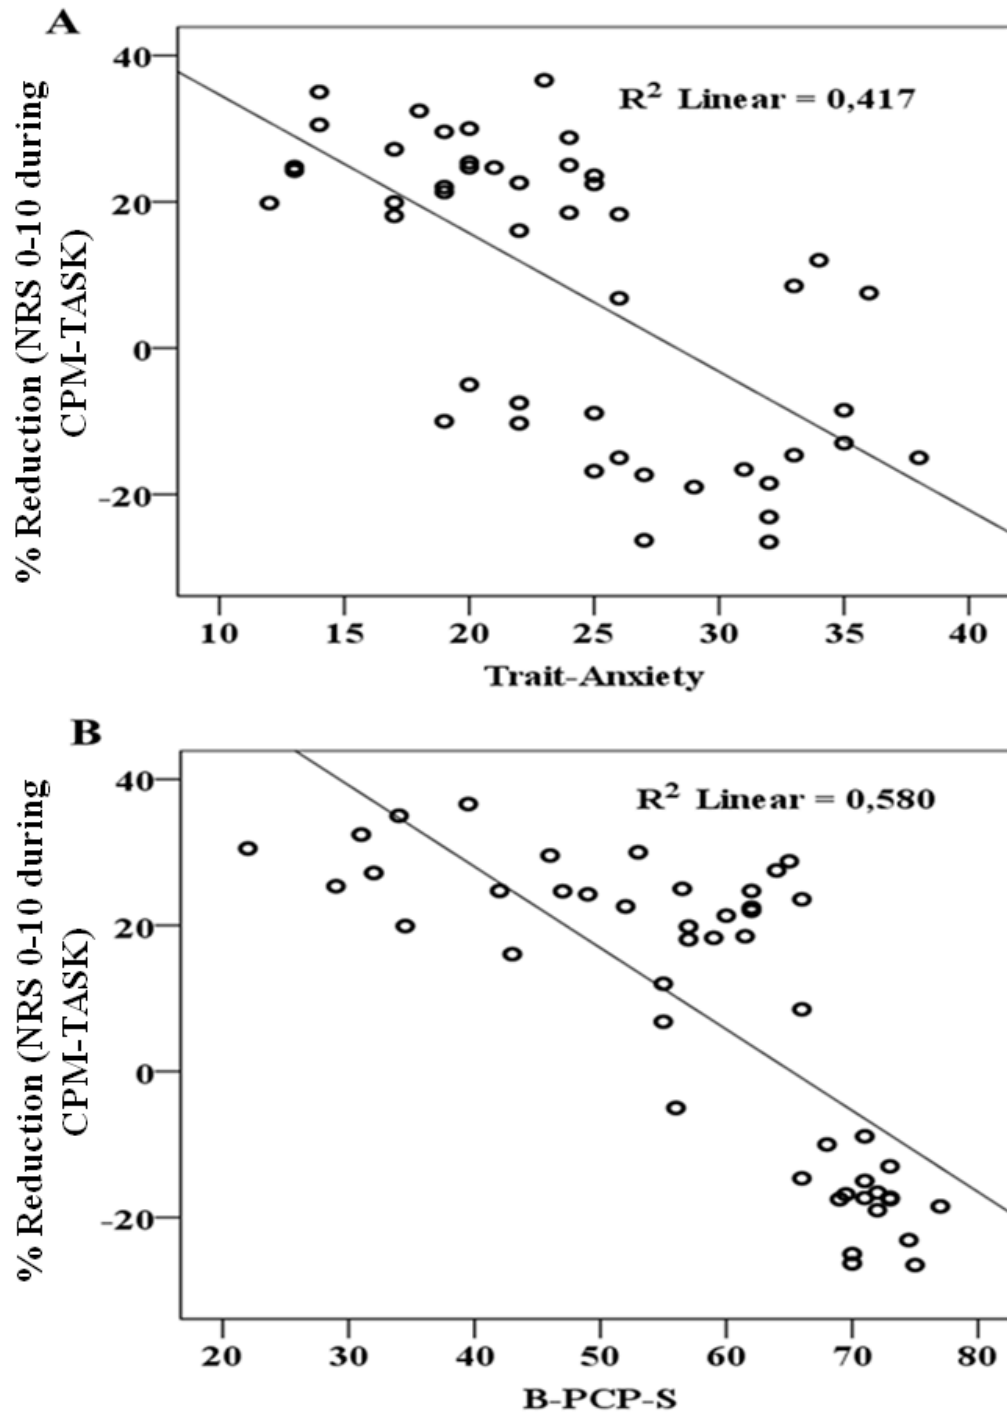 A
% Reduction (NRS 0-10 during
CPM-TASK)
40
20
0
-20
R² Linear = 0,417
10 15 20 25 30 35 40
Trait-Anxiety
B
% Reduction (NRS 0-10 during
CPM-TASK)
40
20
0
-20
R² Linear = 0,580
20 30 40 50 60 70 80
B-PCP-S